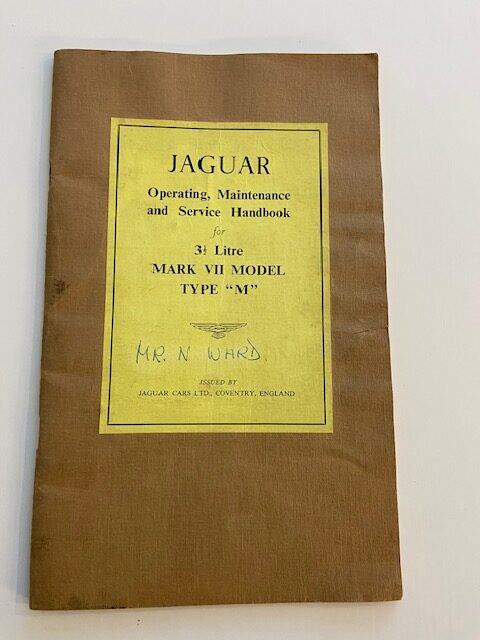 JAGUAR
Operating, Maintenance
and Service Handbook
for
3½ Litre
MARK VII MODEL
TYPE “M”
MR. N WARD.
ISSUED BY
JAGUAR CARS LTD., COVENTRY, ENGLAND